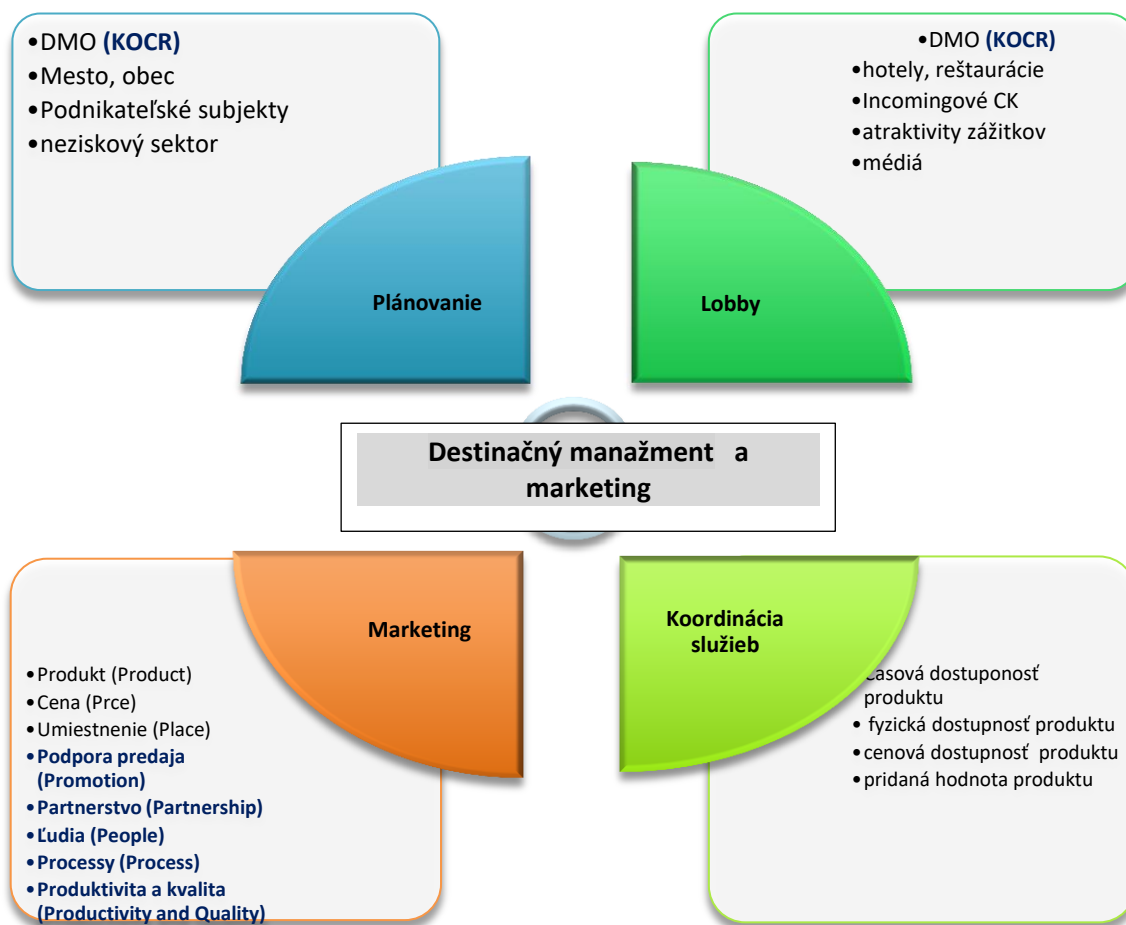 •DMO (KOCR)
•Mesto, obec
•Podnikateľské subjekty
•neziskový sektor
•DMO (KOCR)
•hotely, reštaurácie
•Incomingové CK
•atraktivity zážitkov
•médiá
Plánovanie
Lobby
Destinačný manažment a
marketing
Marketing
Koordinácia
služieb
•Produkt (Product)
•Cena (Prce)
•Umiestnenie (Place)
•Podpora predaja
(Promotion)
•Partnerstvo (Partnership)
•Ľudia (People)
•Processy (Process)
•Produktivita a kvalita
(Productivity and Quality)
časová dostuponosť
produktu
• fyzická dostupnosť produktu
•cenová dostupnosť produktu
•pridaná hodnota produktu